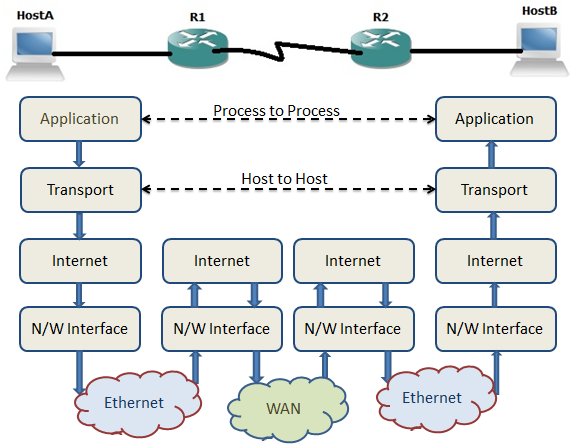 HostA
R1
R2
HostB
Application
Process to Process
Application
Transport
Host to Host
Transport
Internet
Internet
Internet
Internet
N/W Interface
N/W Interface
N/W Interface
N/W Interface
Ethernet
WAN
Ethernet